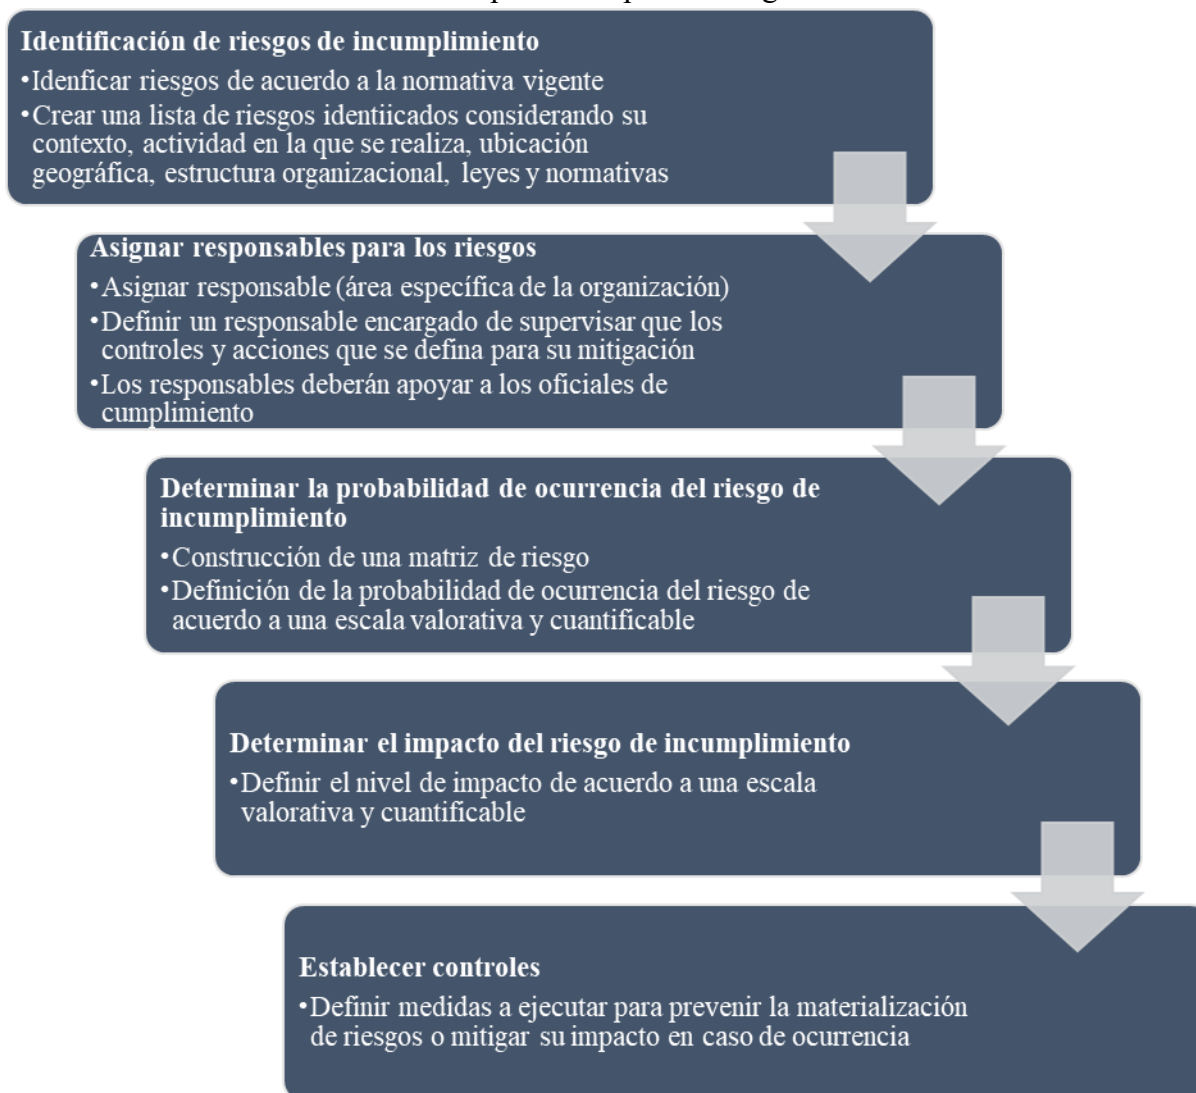 Identificación de riesgos de incumplimiento
•Idenficar riesgos de acuerdo a la normativa vigente
•Crear una lista de riesgos identiicados considerando su
contexto, actividad en la que se realiza, ubicación
geográfica, estructura organizacional, leyes y normativas
Asignar responsables para los riesgos
•Asignar responsable (área específica de la organización)
•Definir un responsable encargado de supervisar que los
controles y acciones que se defina para su mitigación
•Los responsables deberán apoyar a los oficiales de
cumplimiento
Determinar la probabilidad de ocurrencia del riesgo de
incumplimiento
•Construcción de una matriz de riesgo
•Definición de la probabilidad de ocurrencia del riesgo de
acuerdo a una escala valorativa y cuantificable
Determinar el impacto del riesgo de incumplimiento
•Definir el nivel de impacto de acuerdo a una escala
valorativa y cuantificable
Establecer controles
•Definir medidas a ejecutar para prevenir la materialización
de riesgos o mitigar su impacto en caso de ocurrencia